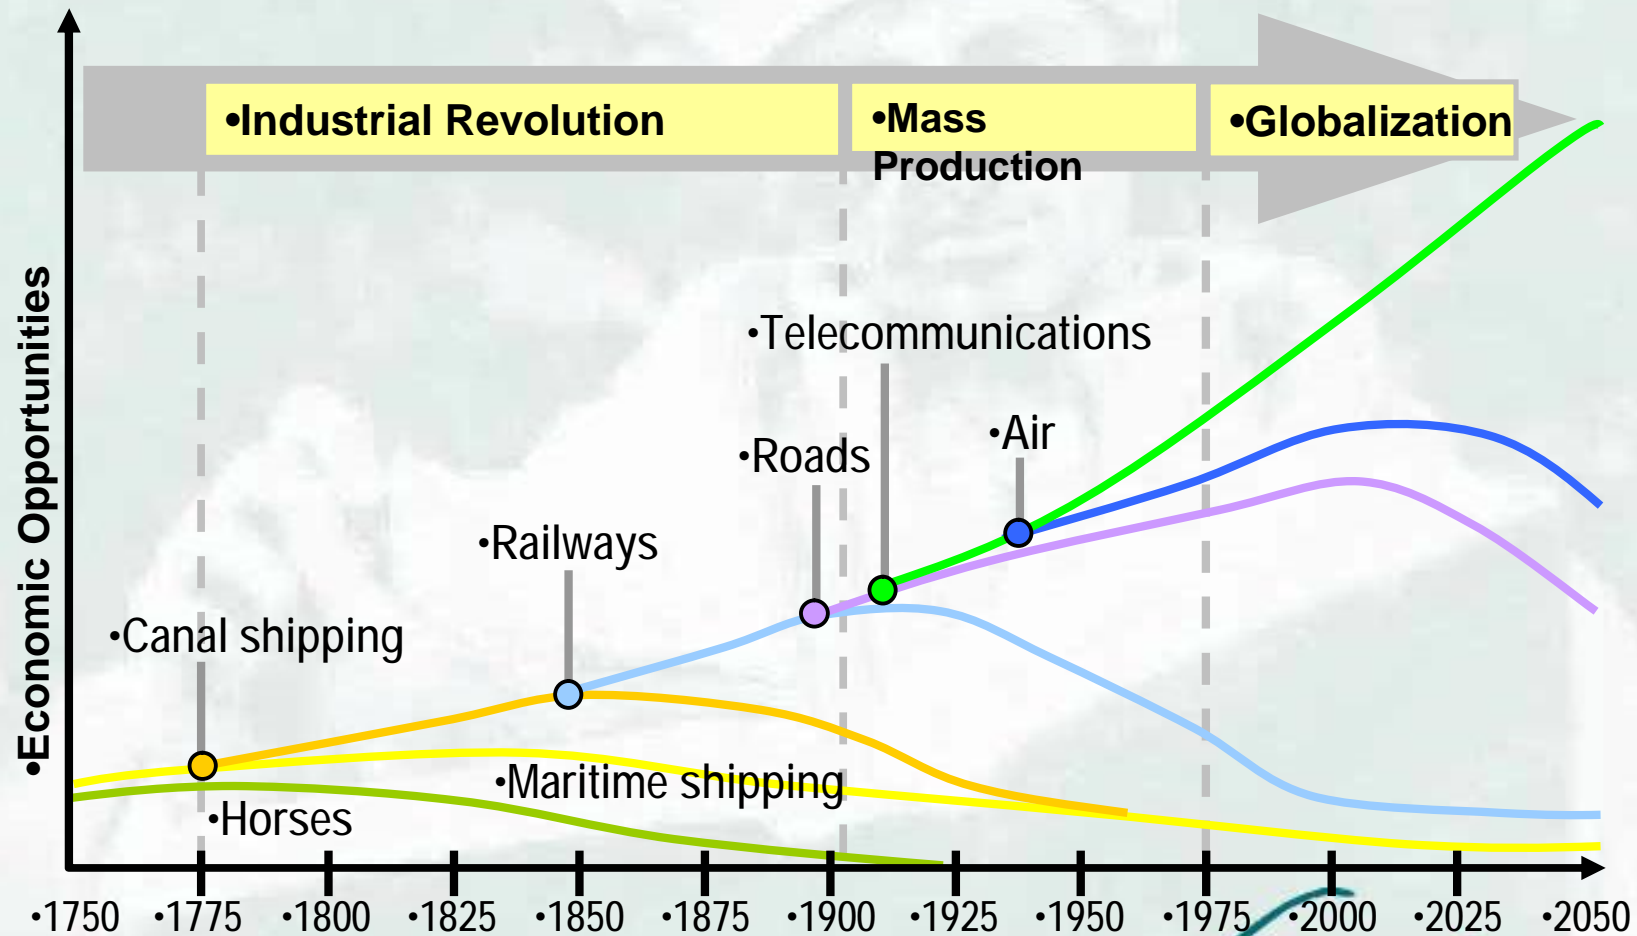 •Industrial Revolution
•Mass
Production
•Globalization
•Economic Opportunities
•Telecommunications
•Air
•Roads
•Railways
•Canal shipping
•Maritime shipping
•Horses
•1750 •1775 •1800 •1825 •1850 •1875 •1900 •1925 •1950 •1975 •2000 •2025 •2050